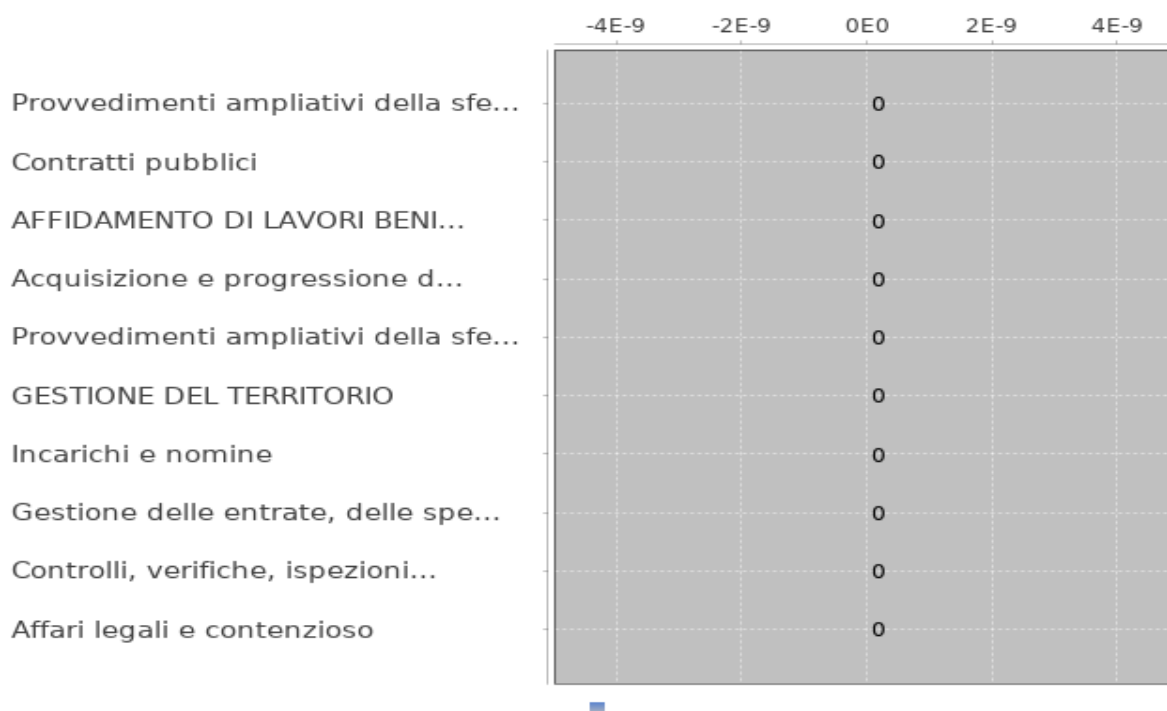 -4E-9 -2E-9 0E0 2E-9 4E-9
Provvedimenti ampliativi della sfe... 0
Contratti pubblici 0
AFFIDAMENTO DI LAVORI BENI... 0
Acquisizione e progressione d... 0
Provvedimenti ampliativi della sfe... 0
GESTIONE DEL TERRITORIO 0
Incarichi e nomine 0
Gestione delle entrate, delle spe... 0
Controlli, verifiche, ispezioni... 0
Affari legali e contenzioso 0